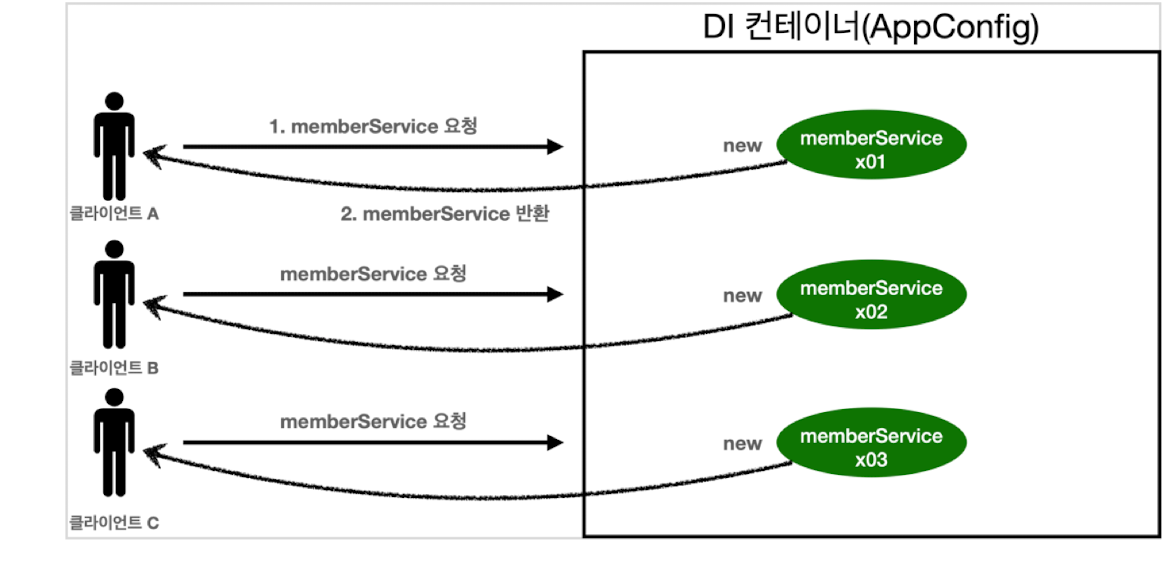 DI 컨테이너(AppConfig)
1. memberService 요청
new
memberService
x01
클라이언트 A
2. memberService 반환
memberService 요청
new
memberService
x02
클라이언트 B
memberService 요청
new
memberService
x03
클라이언트 C